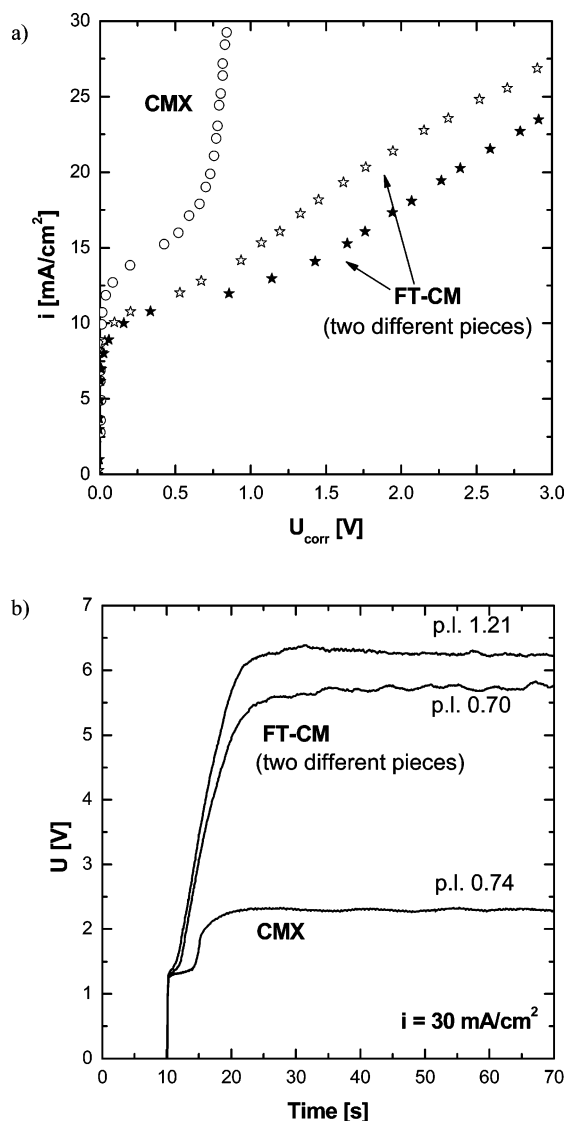 a)
30
25
20
15
10
5
0
i [mA/cm²]
CMX
FT-CM
(two different pieces)
0.0 0.5 1.0 1.5 2.0 2.5 3.0
U_corr [V]
b)
7
6
5
4
3
2
1
0
U [V]
p.l. 1.21
p.l. 0.70
FT-CM
(two different pieces)
p.l. 0.74
CMX
i = 30 mA/cm²
0 10 20 30 40 50 60 70
Time [s]